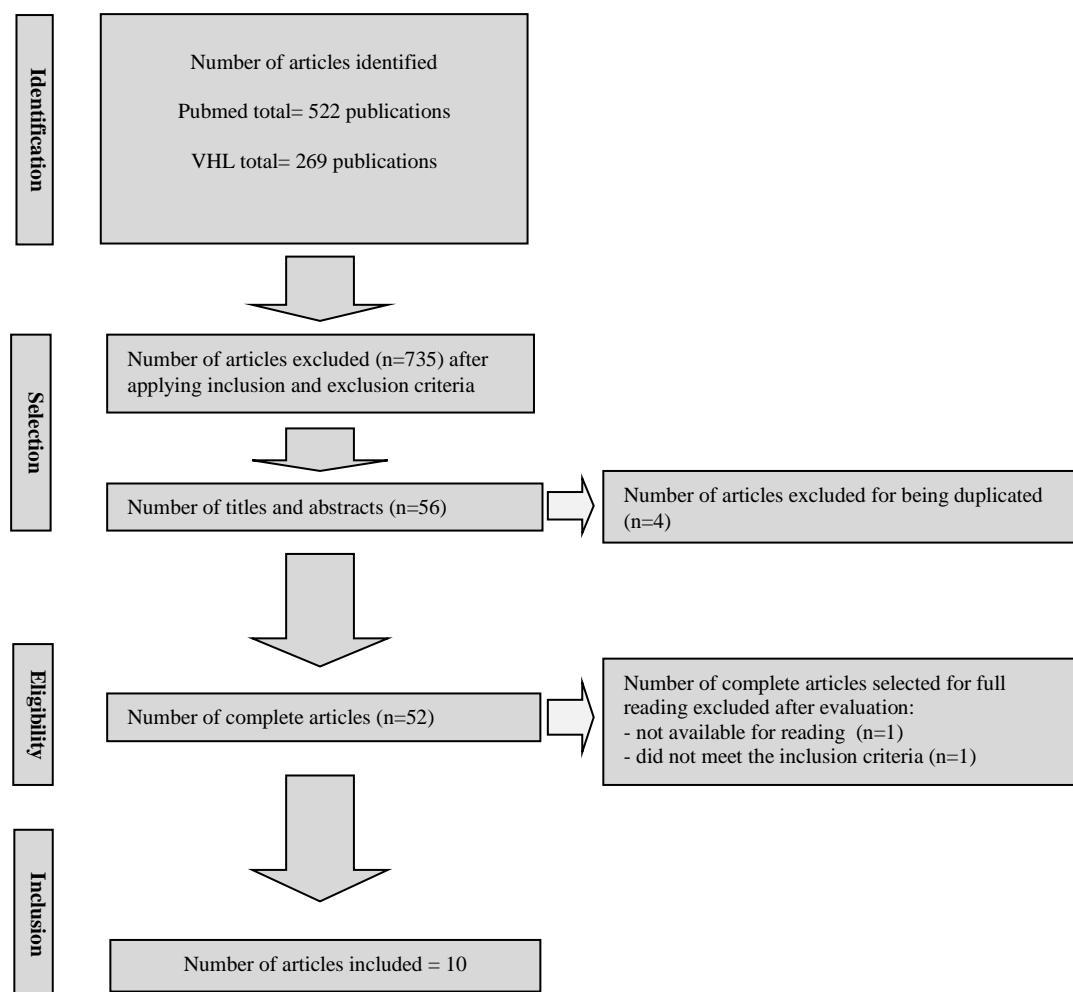 Identification
Number of articles identified
Pubmed total= 522 publications
VHL total= 269 publications
Selection
Number of articles excluded (n=735) after
applying inclusion and exclusion criteria
Number of titles and abstracts (n=56)
Number of articles excluded for being duplicated
(n=4)
Eligibility
Number of complete articles (n=52)
Number of complete articles selected for full
reading excluded after evaluation:
- not available for reading (n=1)
- did not meet the inclusion criteria (n=1)
Inclusion
Number of articles included = 10